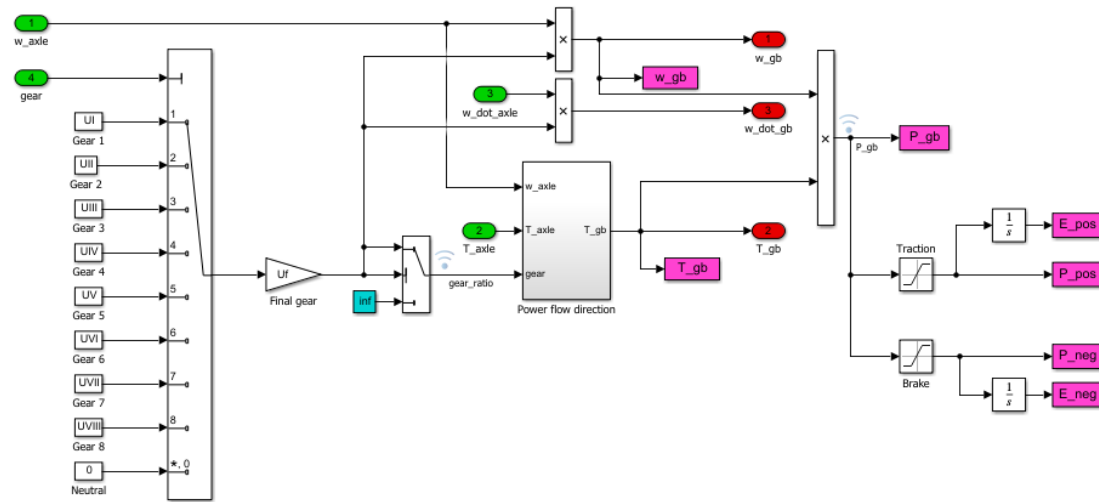 1
w_axle
4
gear
UI
Gear 1
UII
Gear 2
UIII
Gear 3
UIV
Gear 4
UV
Gear 5
UVI
Gear 6
UVII
Gear 7
UVIII
Gear 8
0
Neutral
1
2
3
4
5
6
7
8
*, 0
Uf
Final gear
inf
gear_ratio
×
3
w_dot_axle
×
2
T_axle
w_axle
T_axle
gear
T_gb
Power flow direction
1
w_gb
w_gb
3
w_dot_gb
2
T_gb
T_gb
×
P_gb
P_gb
Traction
1
s
E_pos
P_pos
Brake
P_neg
1
s
E_neg